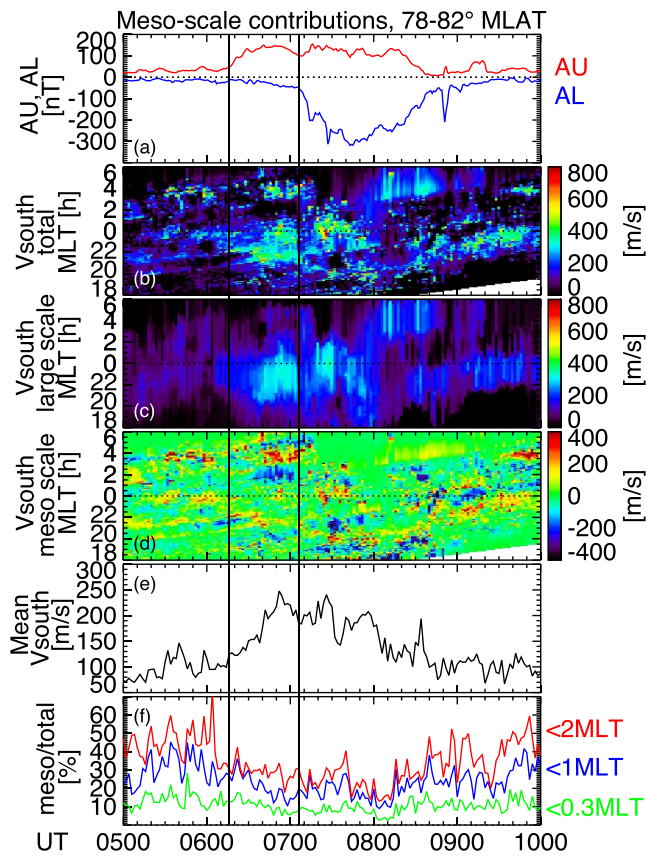 Meso-scale contributions, 78-82° MLAT
200
100
0
-100
-200
-300
AU, AL
[nT]
AU
AL
(a)
6
4
2
0
22
20
18
Vsouth
total
MLT [h]
(b)
800
600
400
200
0
[m/s]
6
4
2
0
22
20
18
Vsouth
large scale
MLT [h]
(c)
800
600
400
200
0
[m/s]
6
4
2
0
22
20
18
Vsouth
meso scale
MLT [h]
(d)
400
200
0
-200
-400
[m/s]
300
250
200
150
100
50
Mean
Vsouth
[m/s]
(e)
60
50
40
30
20
10
meso/total
[%]
(f)
<2MLT
<1MLT
<0.3MLT
UT
0500 0600 0700 0800 0900 1000